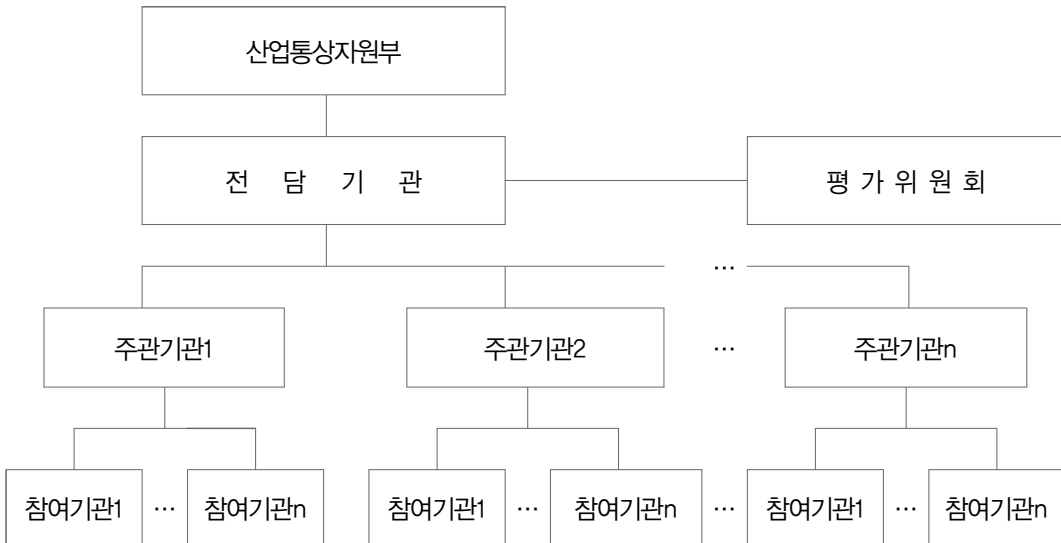 산업통상자원부
전 담 기 관
평 가 위 원 회
…
주관기관1
주관기관2
…
주관기관n
참여기관1 … 참여기관n
참여기관1 … 참여기관n … 참여기관1 … 참여기관n